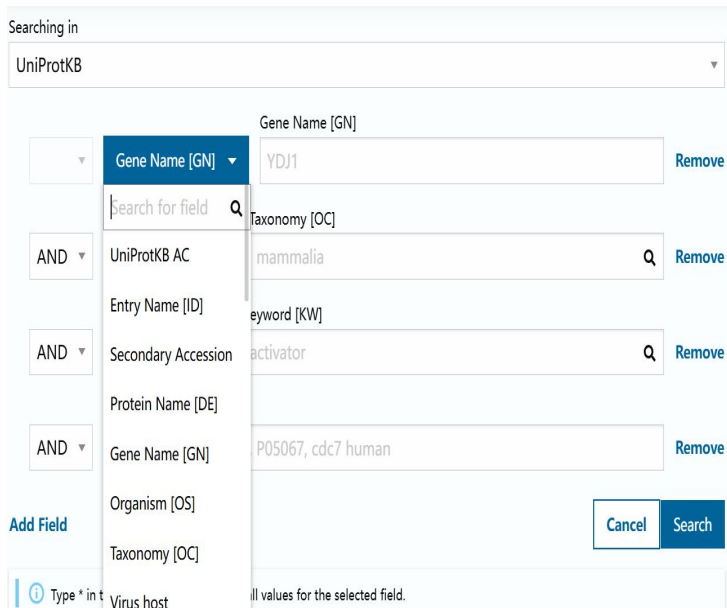 Searching in
UniProtKB
Gene Name [GN]
Gene Name [GN]
YDJ1
Remove
Search for field
Taxonomy [OC]
AND
UniProtKB AC
mammalia
Remove
Entry Name [ID]
eyword [KW]
AND
Secondary Accession
activator
Remove
Protein Name [DE]
AND
Gene Name [GN]
P05067, cdc7 human
Remove
Organism [OS]
Add Field
Cancel
Search
Taxonomy [OC]
Type * in t
ll values for the selected field.
Virus host